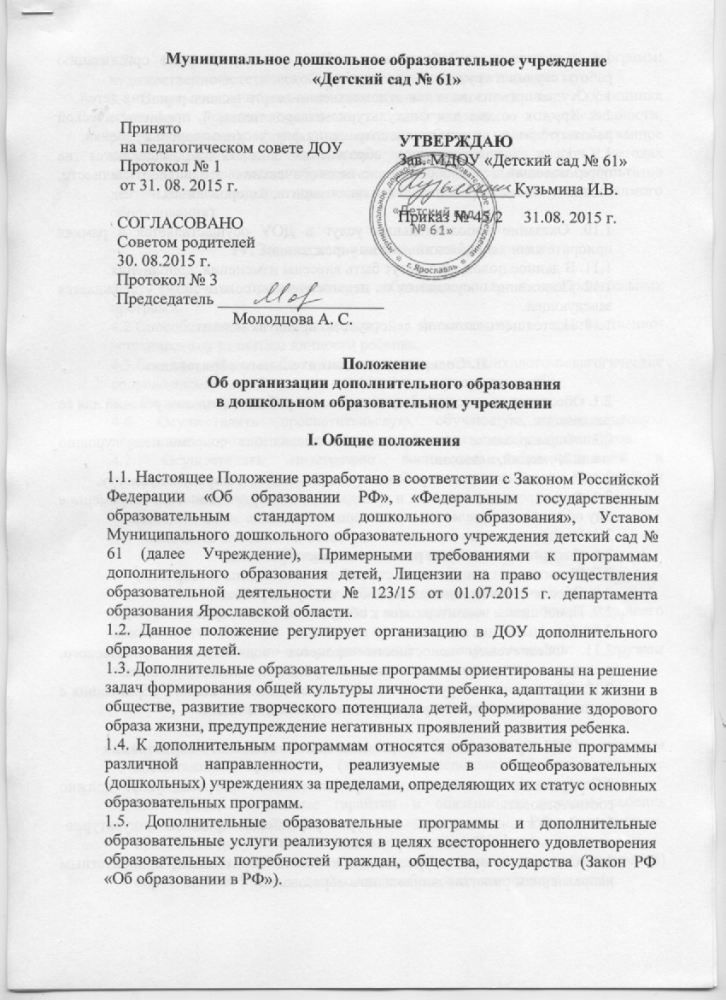 Муниципальное дошкольное образовательное учреждение
«Детский сад № 61»
Принято
на педагогическом совете ДОУ
Протокол № 1
от 31. 08. 2015 г.
СОГЛАСОВАНО
Советом родителей
30. 08.2015 г.
Протокол № 3
Председатель
Молодцова А. С.
УТВЕРЖДАЮ
Зав. МДОУ «Детский сад № 61»
Кузьмина И.В.
Приказ № 45/2 31.08. 2015 г.
«Детский сад
№ 61»
г. Ярославль
Положение
Об организации дополнительного образования
в дошкольном образовательном учреждении
I. Общие положения
1.1. Настоящее Положение разработано в соответствии с Законом Российской
Федерации «Об образовании РФ», «Федеральным государственным
образовательным стандартом дошкольного образования», Уставом
Муниципального дошкольного образовательного учреждения детский сад №
61 (далее Учреждение), Примерными требованиями к программам
дополнительного образования детей, Лицензии на право осуществления
образовательной деятельности № 123/15 от 01.07.2015 г. департамента
образования Ярославской области.
1.2. Данное положение регулирует организацию в ДОУ дополнительного
образования детей.
1.3. Дополнительные образовательные программы ориентированы на решение
задач формирования общей культуры личности ребенка, адаптации к жизни в
обществе, развитие творческого потенциала детей, формирование здорового
образа жизни, предупреждение негативных проявлений развития ребенка.
1.4. К дополнительным программам относятся образовательные программы
различной направленности, реализуемые в общеобразовательных
(дошкольных) учреждениях за пределами, определяющих их статус основных
образовательных программ.
1.5. Дополнительные образовательные программы и дополнительные
образовательные услуги реализуются в целях всестороннего удовлетворения
образовательных потребностей граждан, общества, государства (Закон РФ
«Об образовании в РФ»).